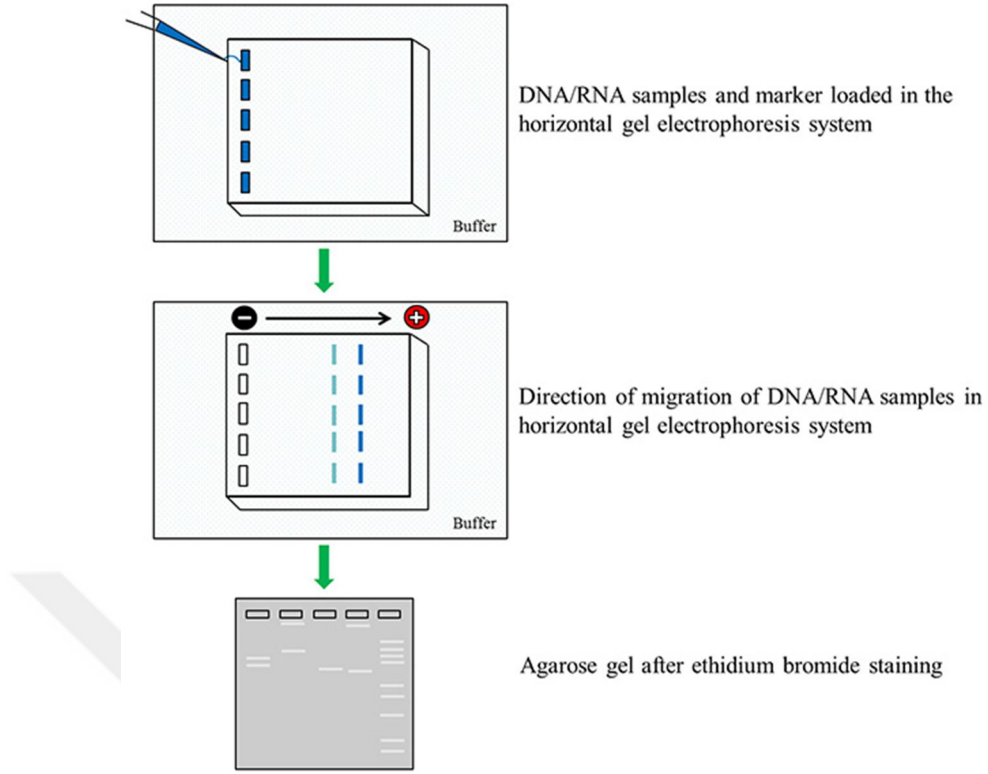 DNA/RNA samples and marker loaded in the
horizontal gel electrophoresis system
Buffer
Direction of migration of DNA/RNA samples in
horizontal gel electrophoresis system
Buffer
Agarose gel after ethidium bromide staining